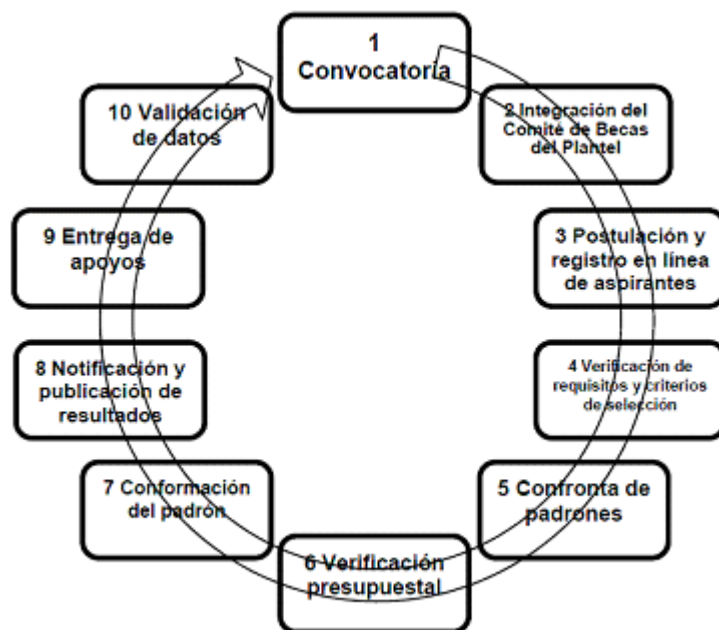 1
Convocatoria
2 Integración del
Comité de Becas
del Plantel
3 Postulación y
registro en línea
de aspirantes
4 Verificación de
requisitos y criterios
de selección
5 Confronta de
padrones
6 Verificación
presupuestal
7 Conformación
del padrón
8 Notificación y
publicación de
resultados
9 Entrega de
apoyos
10 Validación
de datos